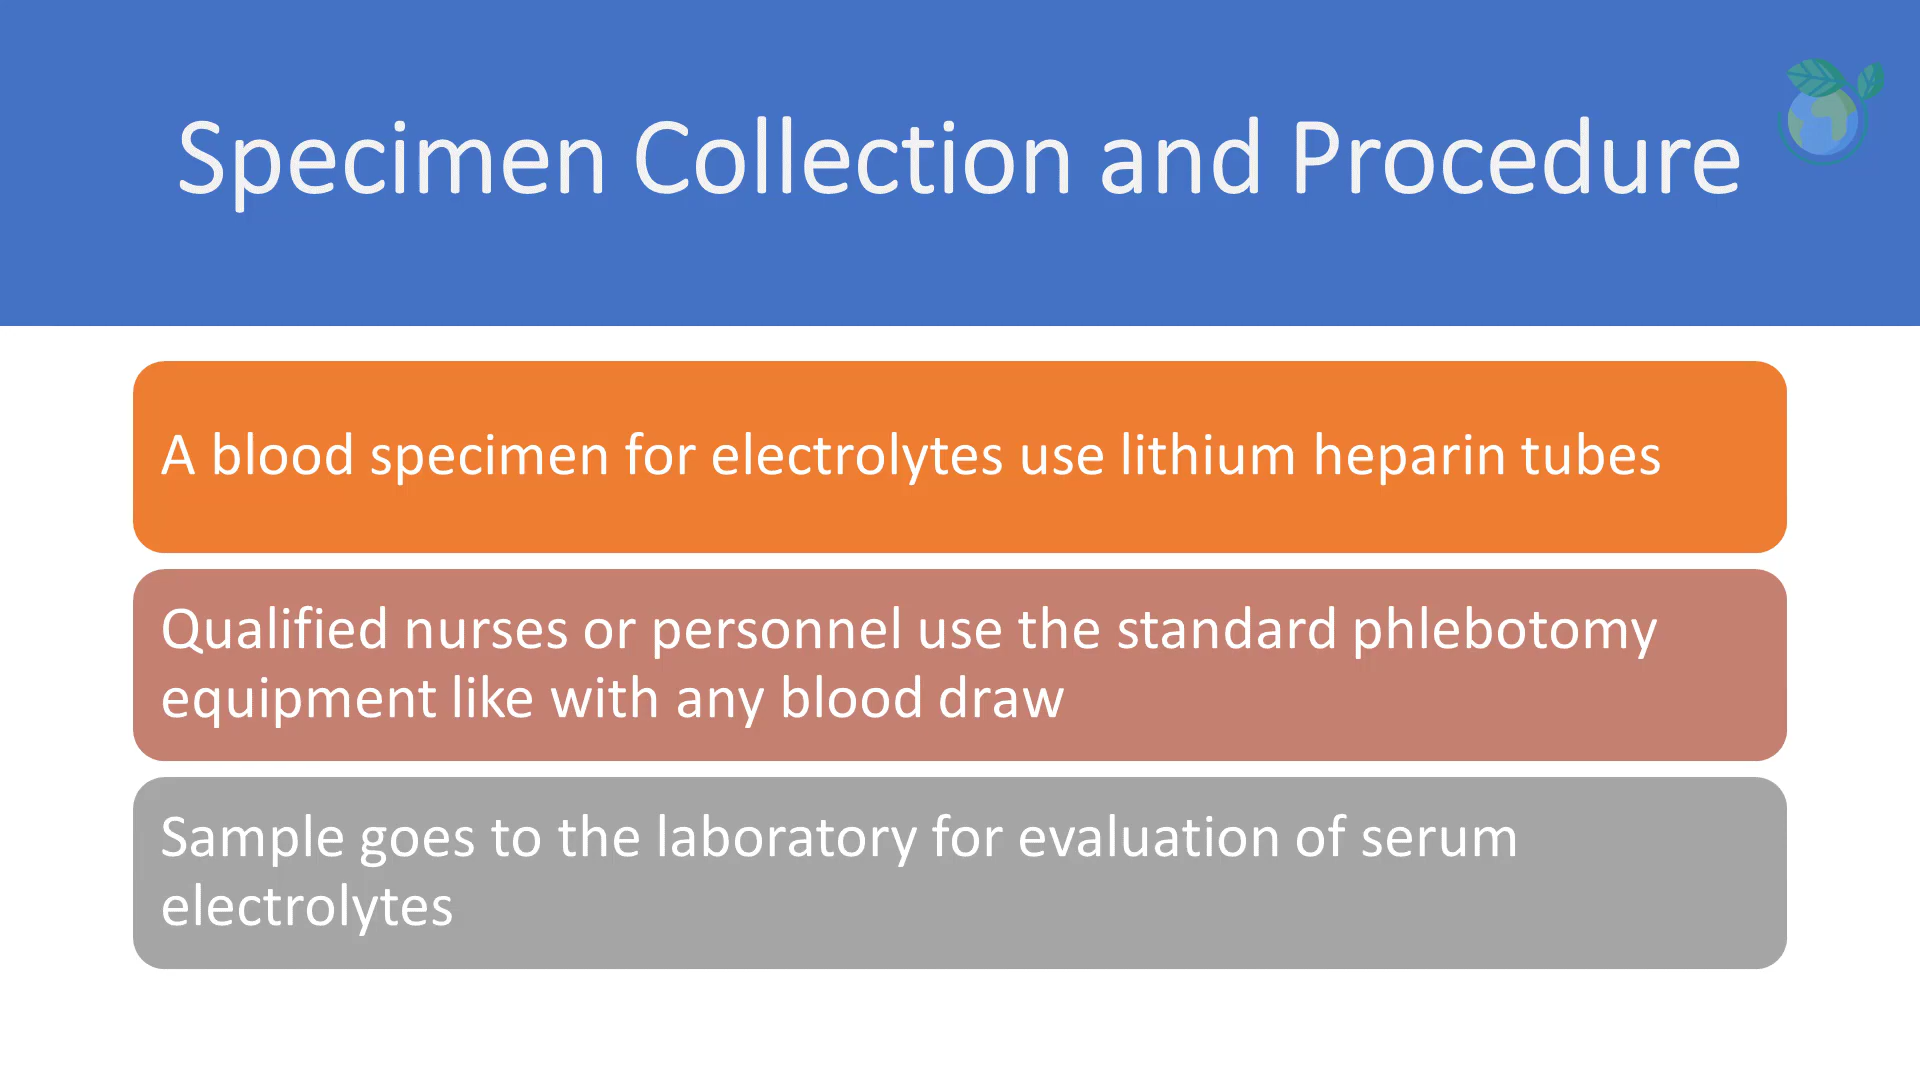 Specimen Collection and Procedure
A blood specimen for electrolytes use lithium heparin tubes
Qualified nurses or personnel use the standard phlebotomy
equipment like with any blood draw
Sample goes to the laboratory for evaluation of serum
electrolytes